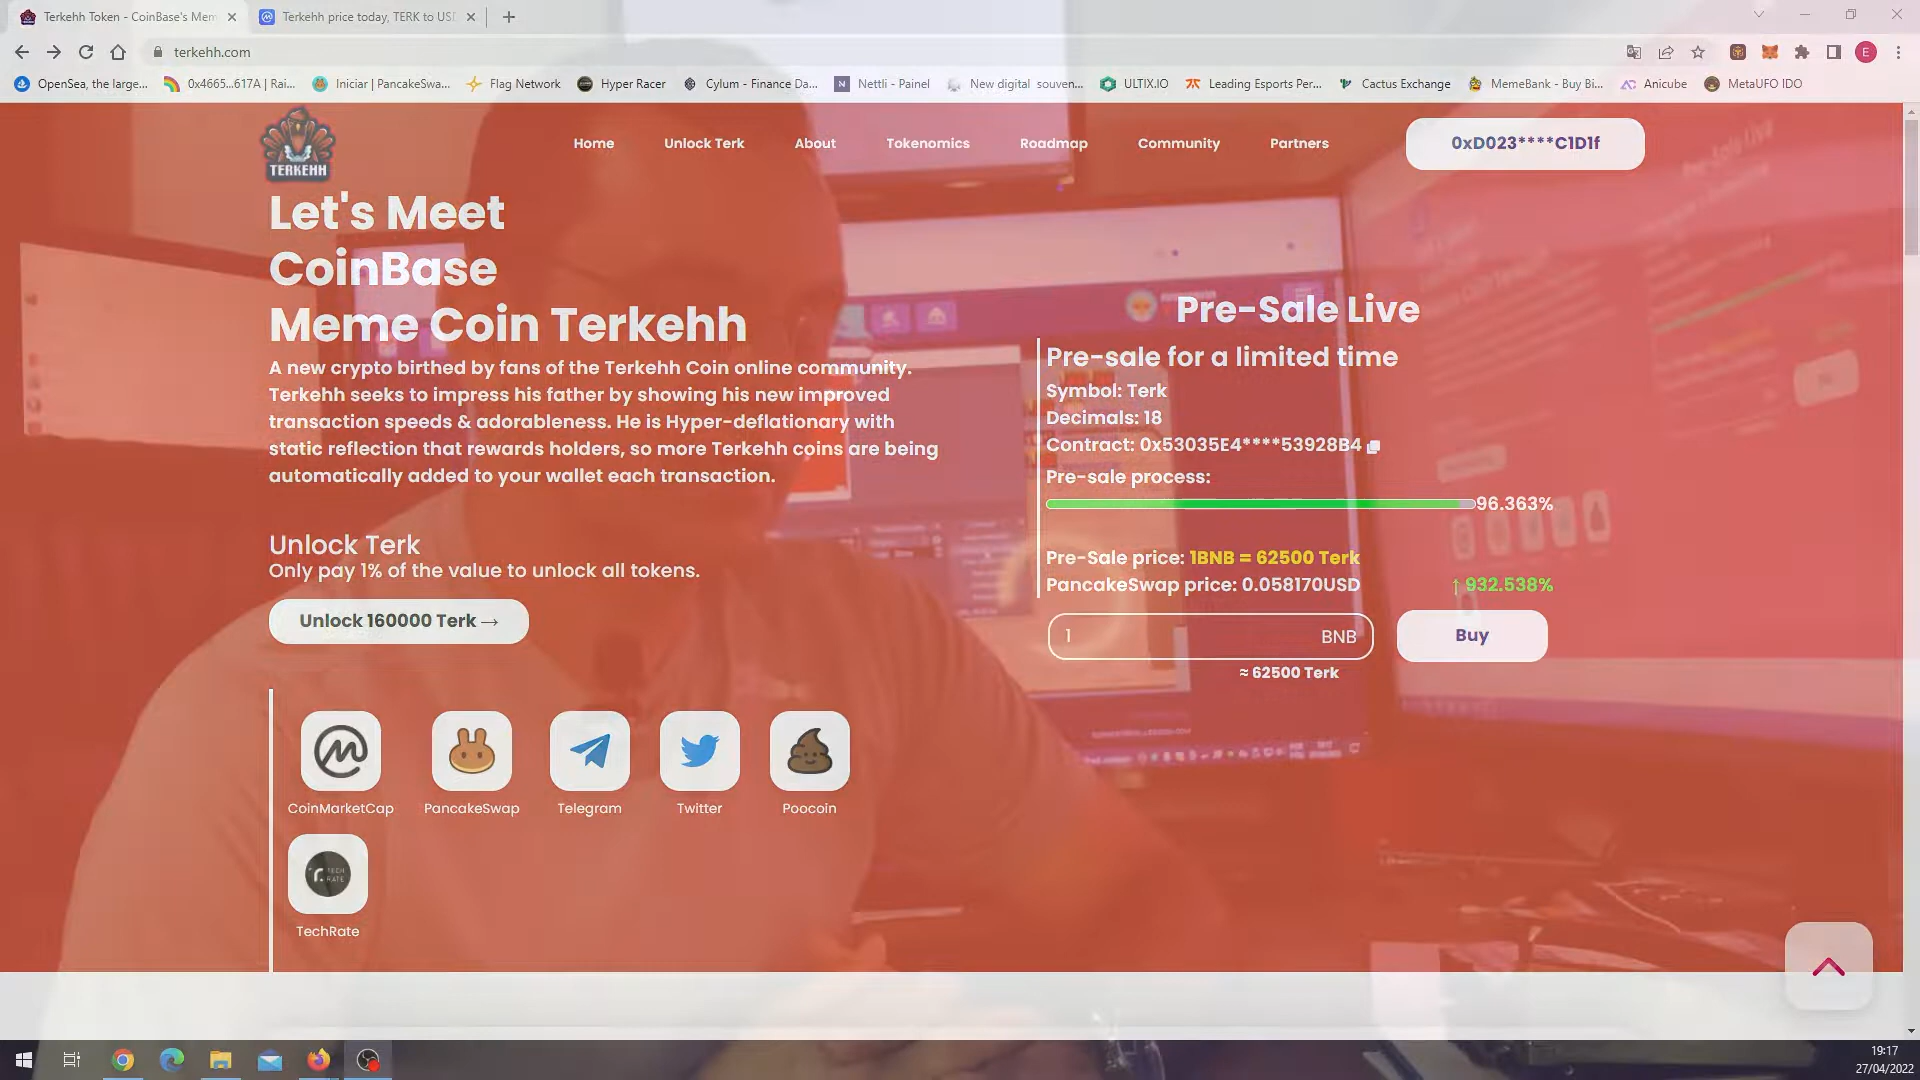 Terkehh Token - CoinBase's Mem
Terkehh price today, TERK to USD
terkehh.com
E
OpenSea, the large...
0x4665...617A | Rai...
Iniciar | PancakeSwa...
Flag Network
Hyper Racer
Cylum - Finance Da...
Nettli - Painel
New digital souven...
ULTIX.IO
Leading Esports Per...
Cactus Exchange
MemeBank - Buy Bi...
Anicube
MetaUFO IDO
TERKEHH
Home
Unlock Terk
About
Tokenomics
Roadmap
Community
Partners
0xD023****C1D1f
Let's Meet
CoinBase
Meme Coin Terkehh
A new crypto birthed by fans of the Terkehh Coin online community.
Terkehh seeks to impress his father by showing his new improved
transaction speeds & adorableness. He is Hyper-deflationary with
static reflection that rewards holders, so more Terkehh coins are being
automatically added to your wallet each transaction.
Unlock Terk
Only pay 1% of the value to unlock all tokens.
Unlock 160000 Terk →
CoinMarketCap
PancakeSwap
Telegram
Twitter
Poocoin
TECH
RATE
TechRate
Pre-Sale Live
Pre-sale for a limited time
Symbol: Terk
Decimals: 18
Contract: 0x53035E4****53928B4
Pre-sale process:
96.363%
Pre-Sale price: 1BNB = 62500 Terk
PancakeSwap price: 0.058170USD
↑ 932.538%
1
BNB
Buy
≈ 62500 Terk
19:17
27/04/2022